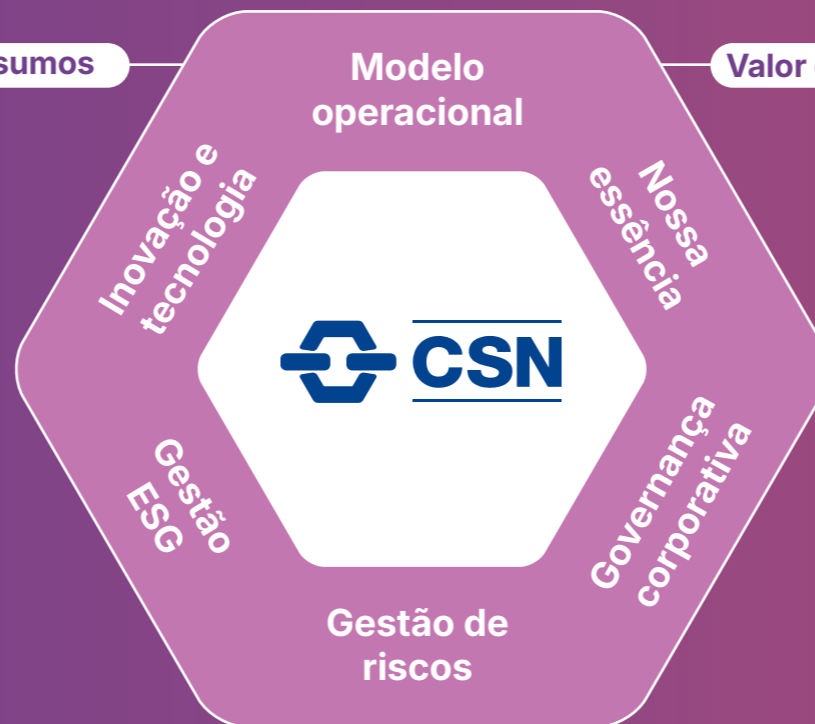 sumos
Modelo
operacional
Valor
Inovação e
tecnologia
Nossa
essência
CSN
Gestão
ESG
Governança
corporativa
Gestão de
riscos